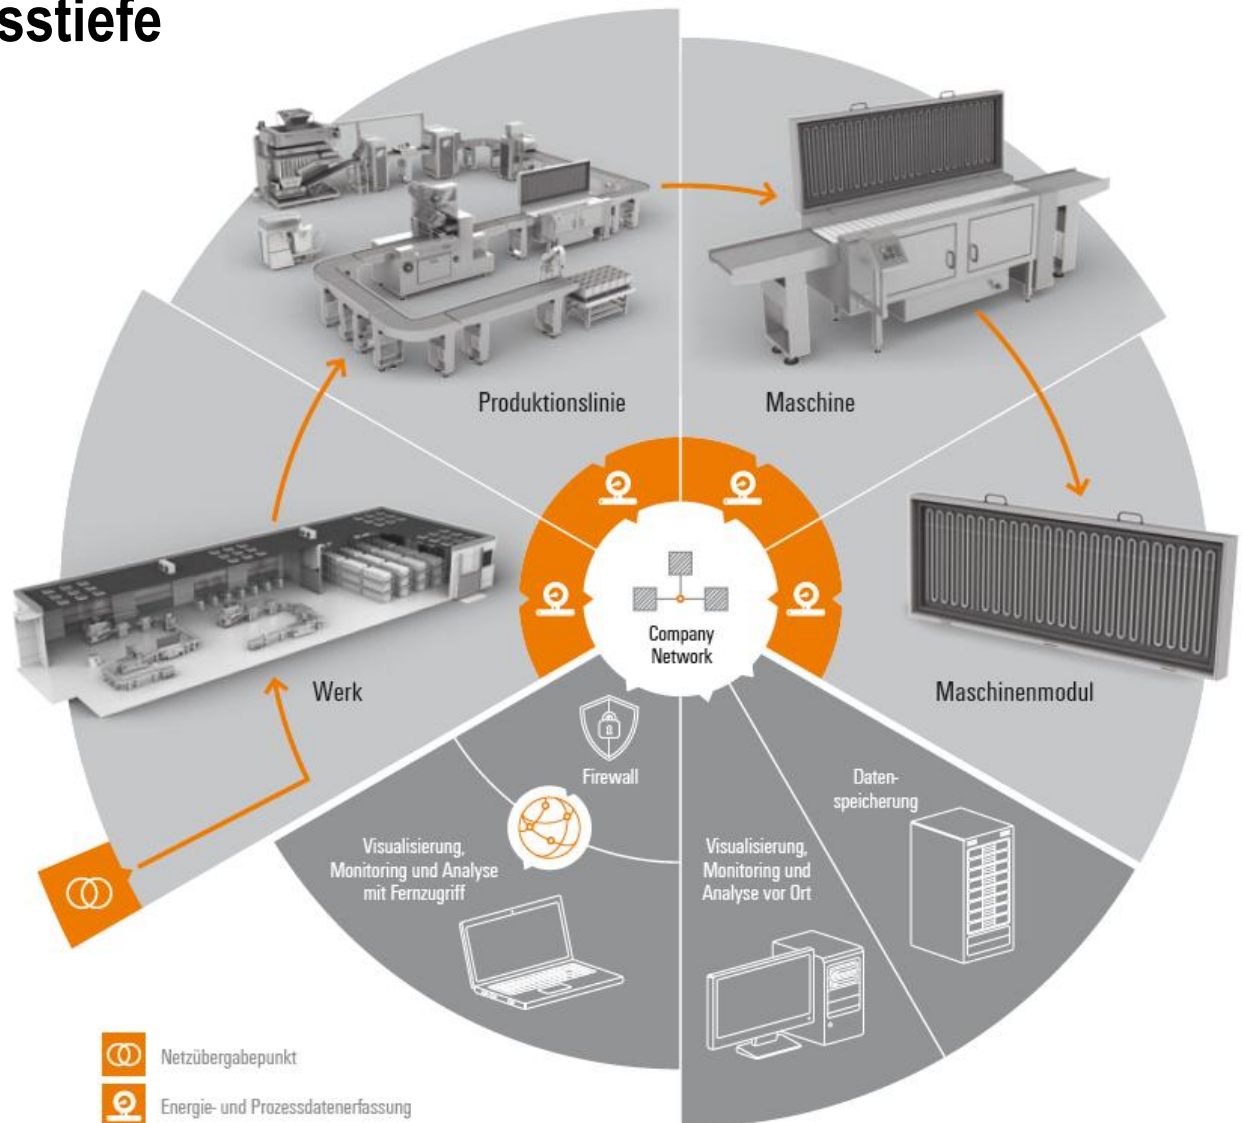 sstiefe
Produktionslinie
Maschine
Company
Network
Werk
Maschinenmodul
Firewall
Daten-
speicherung
Visualisierung,
Monitoring und Analyse
mit Fernzugriff
Visualisierung,
Monitoring und
Analyse vor Ort
Netzübergabepunkt
Energie- und Prozessdatenerfassung